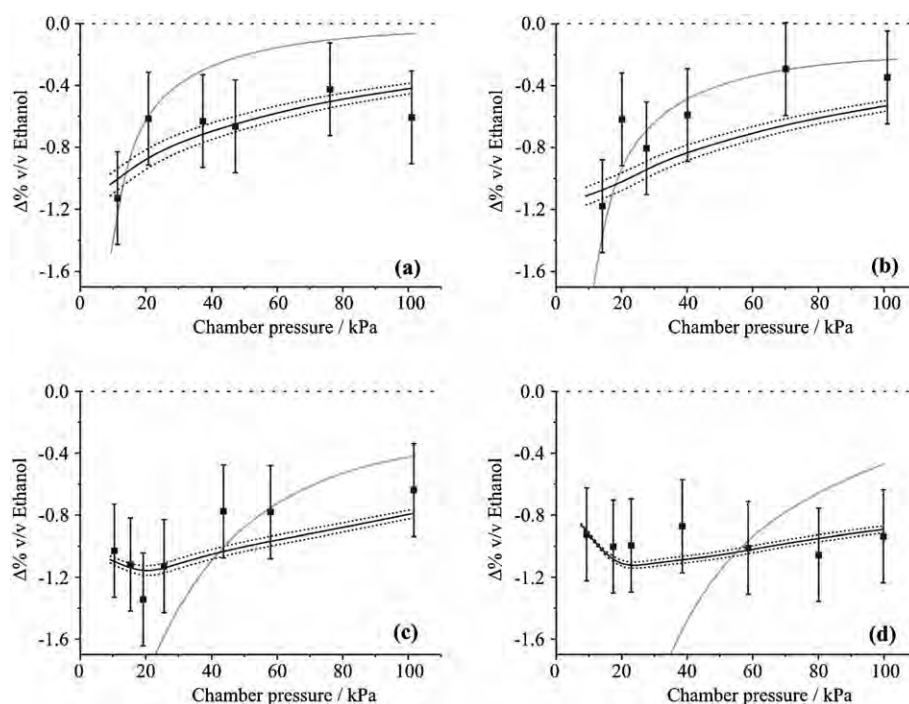 0.0
-0.4
-0.8
-1.2
-1.6
Δ% v/v Ethanol
0 20 40 60 80 100
Chamber pressure / kPa
(a)
0.0
-0.4
-0.8
-1.2
-1.6
Δ% v/v Ethanol
0 20 40 60 80 100
Chamber pressure / kPa
(b)
0.0
-0.4
-0.8
-1.2
-1.6
Δ% v/v Ethanol
0 20 40 60 80 100
Chamber pressure / kPa
(c)
0.0
-0.4
-0.8
-1.2
-1.6
Δ% v/v Ethanol
0 20 40 60 80 100
Chamber pressure / kPa
(d)